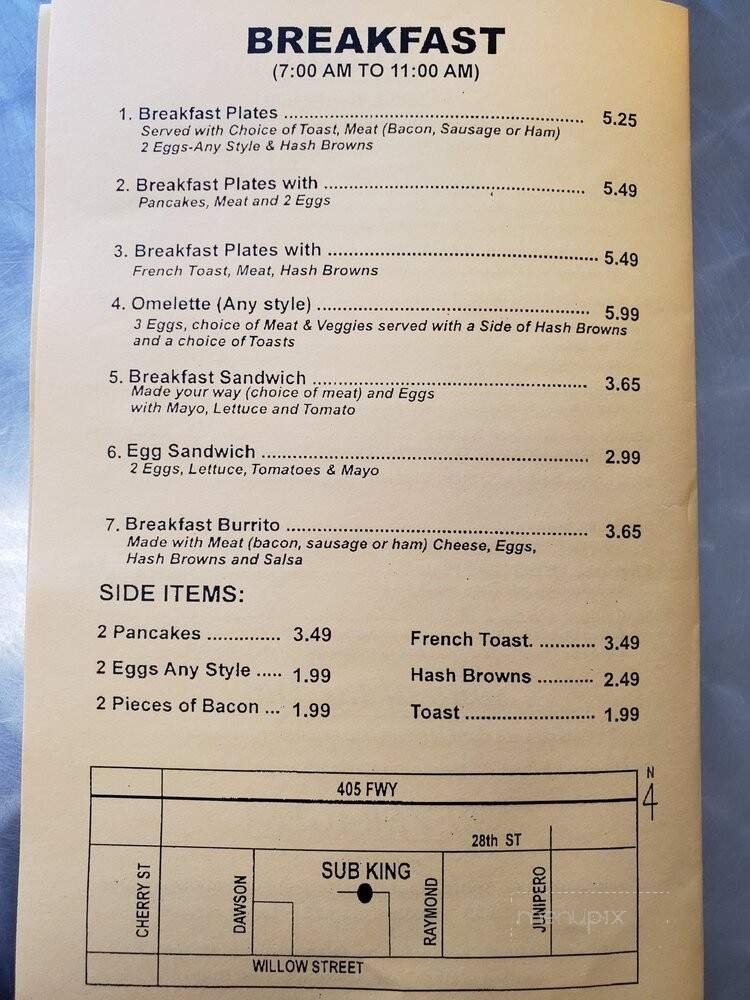 BREAKFAST
(7:00 AM TO 11:00 AM)
1. Breakfast Plates ........................................................ 5.25
Served with Choice of Toast, Meat (Bacon, Sausage or Ham)
2 Eggs-Any Style & Hash Browns
2. Breakfast Plates with ................................................ 5.49
Pancakes, Meat and 2 Eggs
3. Breakfast Plates with .................................................. 5.49
French Toast, Meat, Hash Browns
4. Omelette (Any style) .................................................. 5.99
3 Eggs, choice of Meat & Veggies served with a Side of Hash Browns
and a choice of Toasts
5. Breakfast Sandwich .................................................. 3.65
Made your way (choice of meat) and Eggs
with Mayo, Lettuce and Tomato
6. Egg Sandwich ............................................................ 2.99
2 Eggs, Lettuce, Tomatoes & Mayo
7. Breakfast Burrito ....................................................... 3.65
Made with Meat (bacon, sausage or ham) Cheese, Eggs,
Hash Browns and Salsa
SIDE ITEMS:
2 Pancakes .............. 3.49
French Toast. ........... 3.49
2 Eggs Any Style ..... 1.99
Hash Browns ........... 2.49
2 Pieces of Bacon ... 1.99
Toast ......................... 1.99
N
405 FWY
28th ST
SUB KING
CHERRY ST
DAWSON
RAYMOND
JUNIPERO
WILLOW STREET
menupix